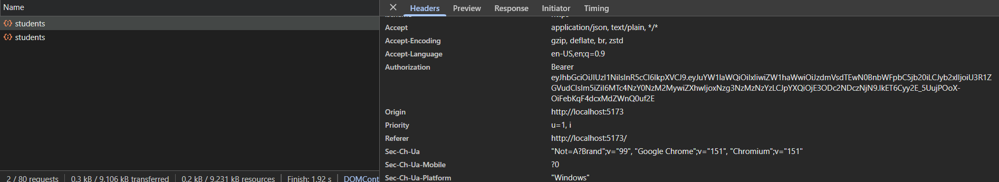 Name
Headers Preview Response Initiator Timing
students
students
https
Accept application/json, text/plain, */*
Accept-Encoding gzip, deflate, br, zstd
Accept-Language en-US,en;q=0.9
Authorization Bearer
eyJhbGciOiJIUzI1NiIsInR5cCI6IkpXVCJ9.eyJuYW1laWQiOiIxIiwiZW1haWwiOiJzdmVsdTEwN0BnbWFpbC5jb20iLCJyb2xlIjoiU3R1Z
GVudCIsIm5iZiI6MTc4NzY0NzM2MywiZXhwIjoxNzg3NzMzNzYzLCJpYXQiOjE3ODc2NDczNjN9.IkET6Cyy2E_5UujPOoX-
OiFebKqF4dcxMdZWnQ0uf2E
Origin http://localhost:5173
Priority u=1, i
Referer http://localhost:5173/
Sec-Ch-Ua "Not=A?Brand";v="99", "Google Chrome";v="151", "Chromium";v="151"
Sec-Ch-Ua-Mobile ?0
Sec-Ch-Ua-Platform "Windows"
2 / 80 requests 0.3 kB / 9,106 kB transferred 0.2 kB / 9,231 kB resources Finish: 1.92 s DOMCont